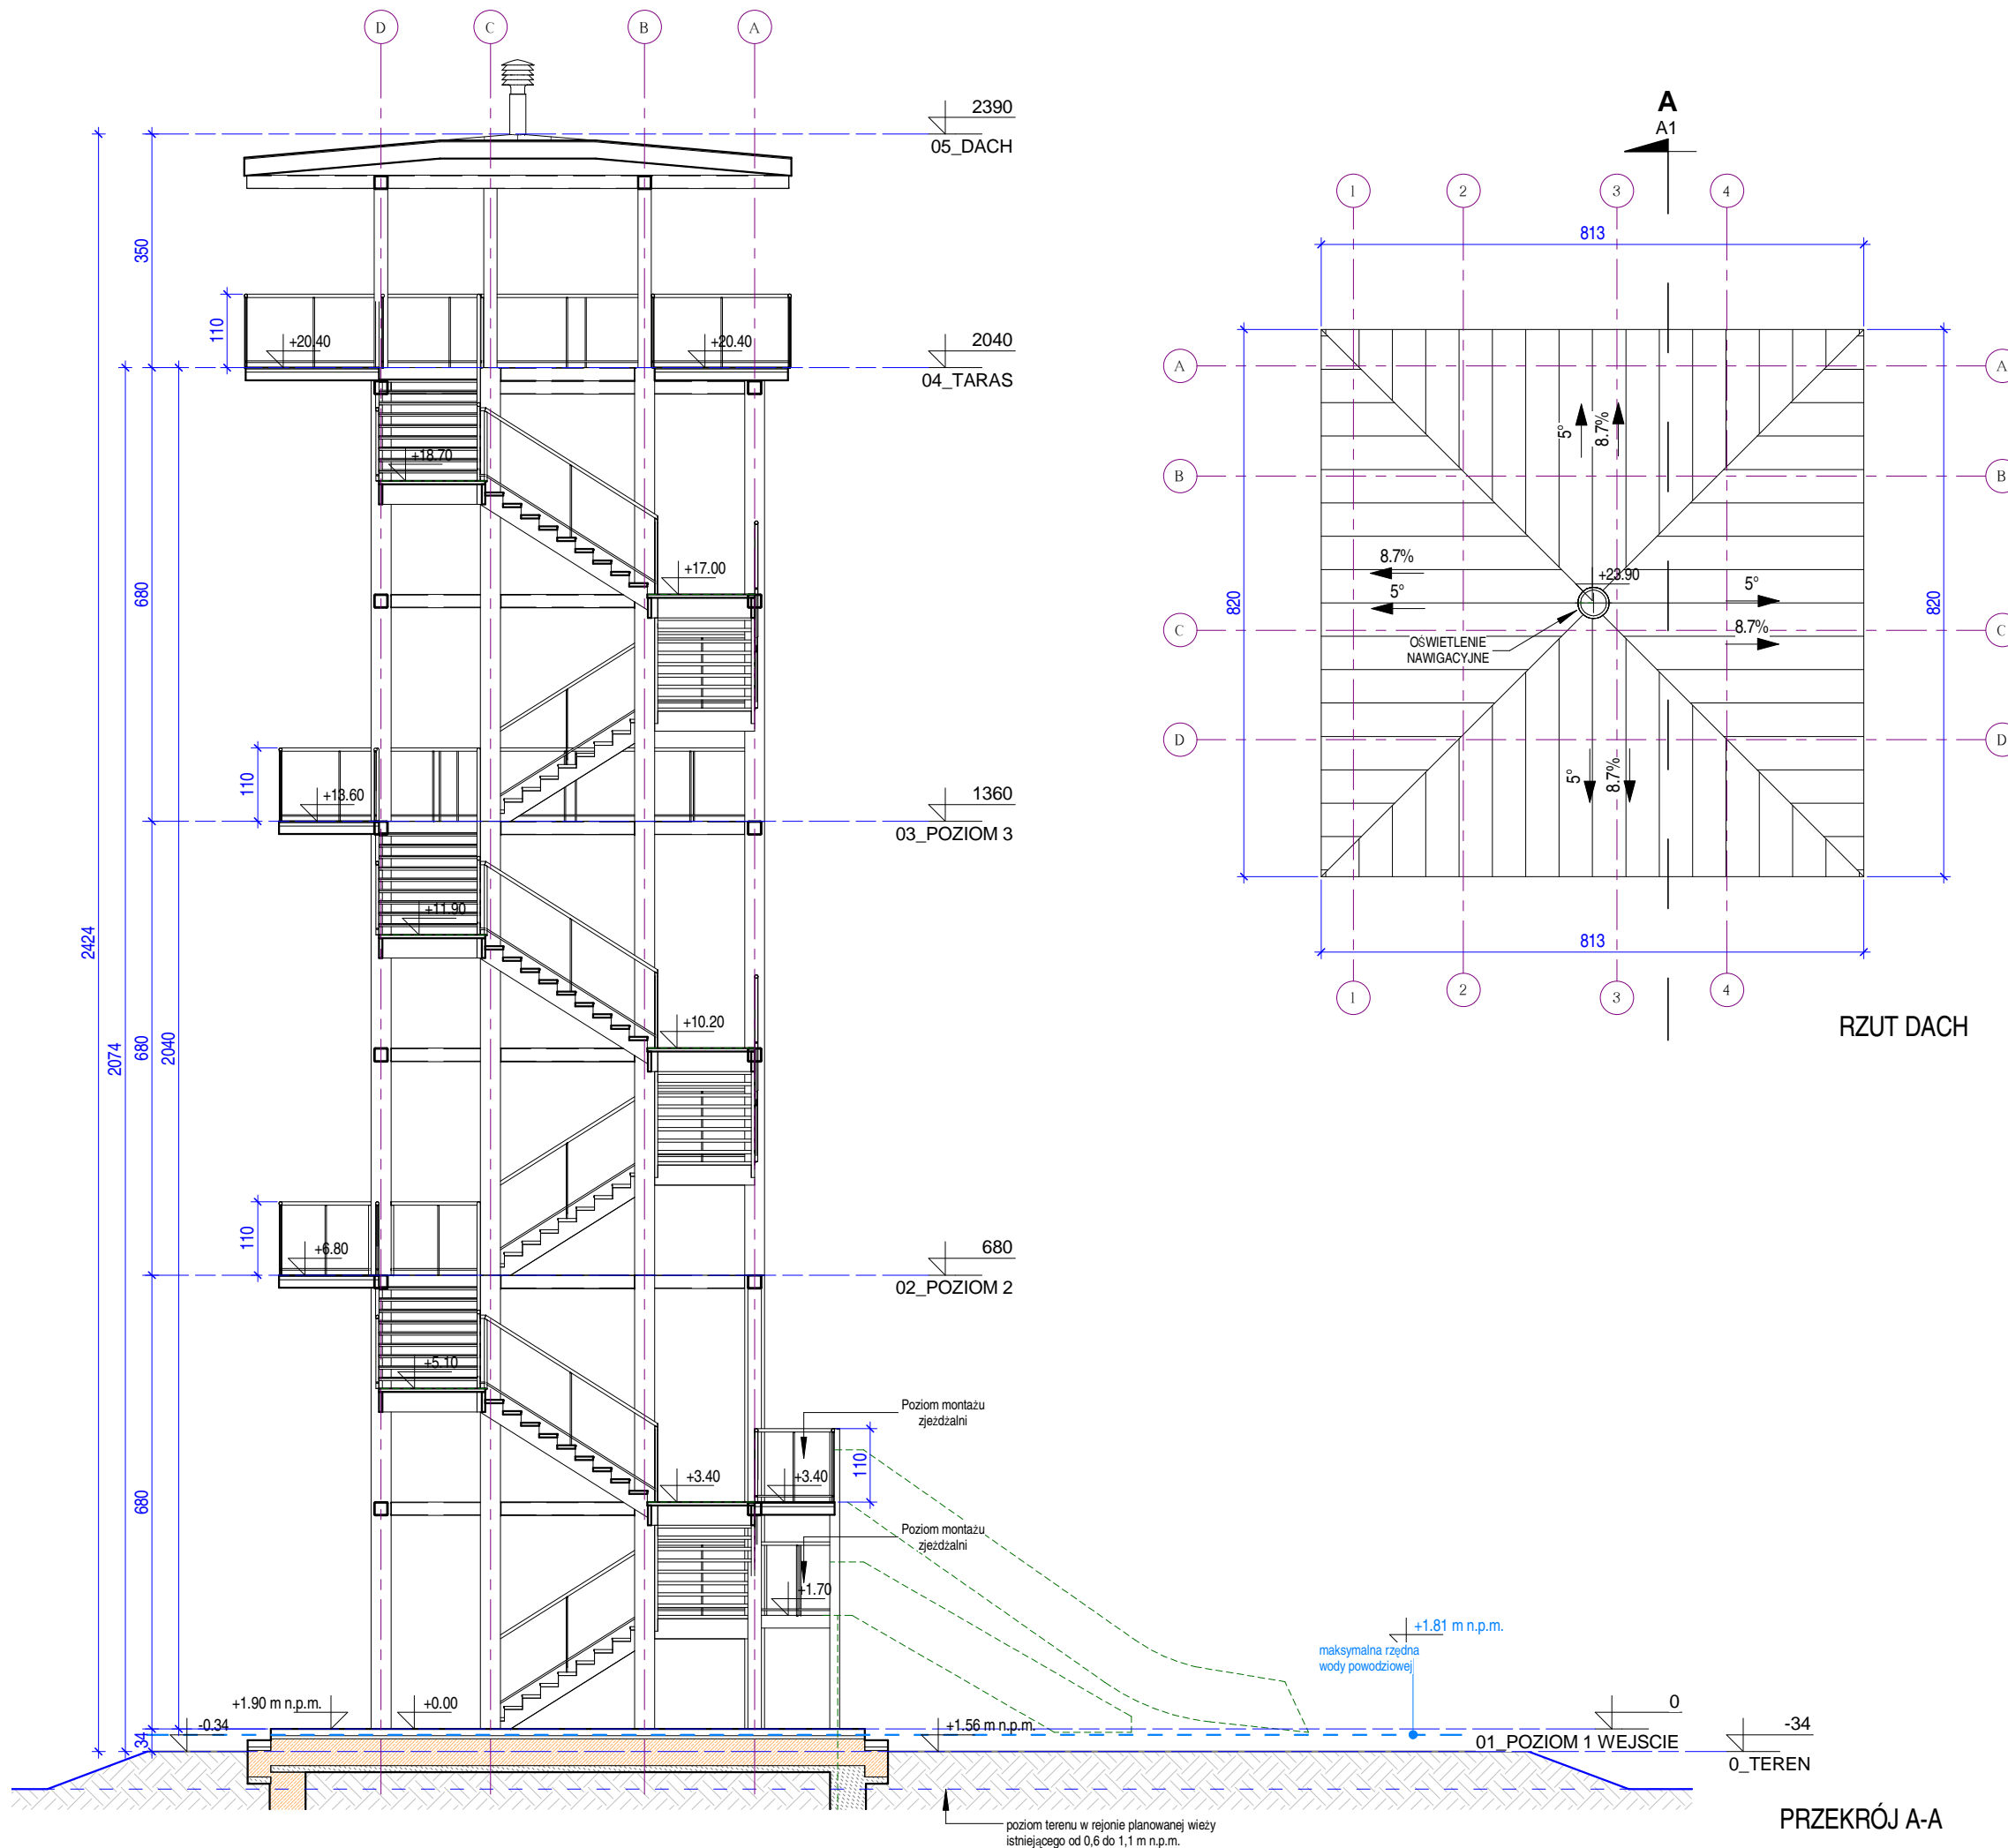 D
C
B
A
2390
05_DACH
350
110
+20.40
+20.40
2040
04_TARAS
+18.70
680
+17.00
110
+13.60
1360
03_POZIOM 3
2424
+11.90
2074
680
2040
+10.20
110
+6.80
680
02_POZIOM 2
+5.10
680
Poziom montażu
zjeżdżalni
+3.40
+3.40
110
Poziom montażu
zjeżdżalni
+1.70
+1.81 m n.p.m.
maksymalna rzędna
wody powodziowej
+1.90 m n.p.m.
+0.00
-0.34
34
+1.56 m n.p.m.
0
01_POZIOM 1 WEJSCIE
-34
0_TEREN
poziom terenu w rejonie planowanej wieży
istniejącego od 0,6 do 1,1 m n.p.m.
PRZEKRÓJ A-A
A
A1
1
2
3
4
813
A
A
B
B
C
C
D
D
820
820
5°
8.7%
8.7%
5°
+23.90
5°
8.7%
OŚWIETLENIE
NAWIGACYJNE
5°
8.7%
813
1
2
3
4
RZUT DACH